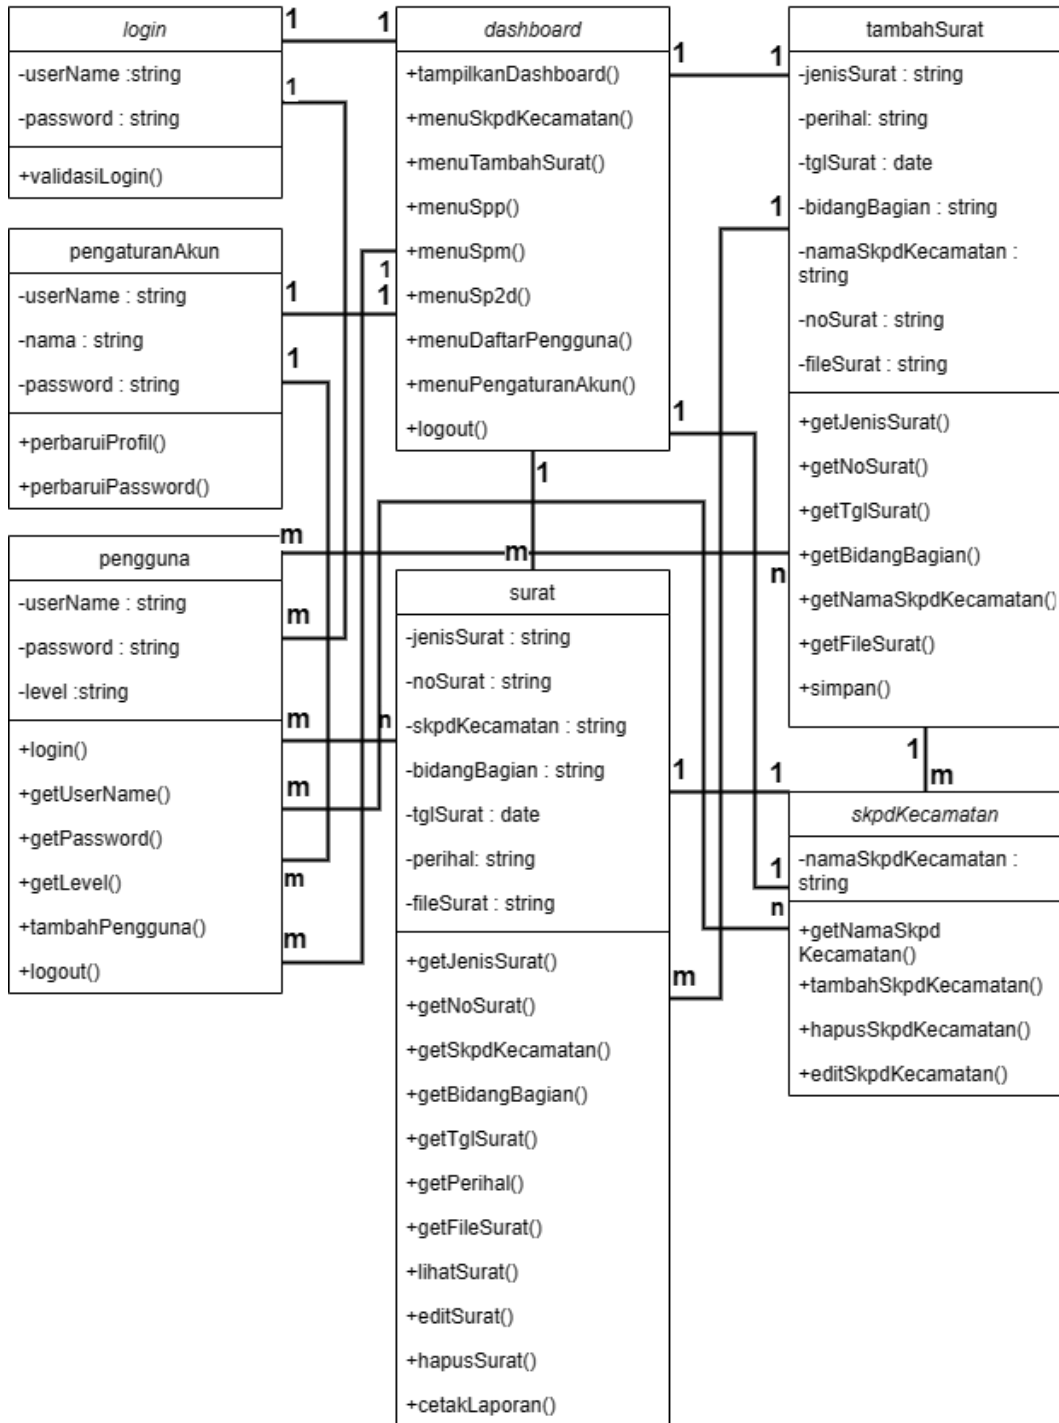 login
-userName :string
-password : string
+validasiLogin()
1
1
1
dashboard
+tampilkanDashboard()
+menuSkpdKecamatan()
+menuTambahSurat()
+menuSpp()
+menuSpm()
+menuSp2d()
+menuDaftarPengguna()
+menuPengaturanAkun()
+logout()
1
1
1
1
1
1
tambahSurat
-jenisSurat : string
-perihal: string
-tglSurat : date
-bidangBagian : string
-namaSkpdKecamatan :
string
-noSurat : string
-fileSurat : string
+getJenisSurat()
+getNoSurat()
+getTglSurat()
+getBidangBagian()
+getNamaSkpdKecamatan()
+getFileSurat()
+simpan()
1
n
1
m
pengaturanAkun
-userName : string
-nama : string
-password : string
+perbaruiProfil()
+perbaruiPassword()
1
1
pengguna
-userName : string
-password : string
-level :string
+login()
+getUserName()
+getPassword()
+getLevel()
+tambahPengguna()
+logout()
m
m
m
m
m
m
m
n
surat
-jenisSurat : string
-noSurat : string
-skpdKecamatan : string
-bidangBagian : string
-tglSurat : date
-perihal: string
-fileSurat : string
+getJenisSurat()
+getNoSurat()
+getSkpdKecamatan()
+getBidangBagian()
+getTglSurat()
+getPerihal()
+getFileSurat()
+lihatSurat()
+editSurat()
+hapusSurat()
+cetakLaporan()
1
m
1
1
n
skpdKecamatan
-namaSkpdKecamatan :
string
+getNamaSkpd
Kecamatan()
+tambahSkpdKecamatan()
+hapusSkpdKecamatan()
+editSkpdKecamatan()